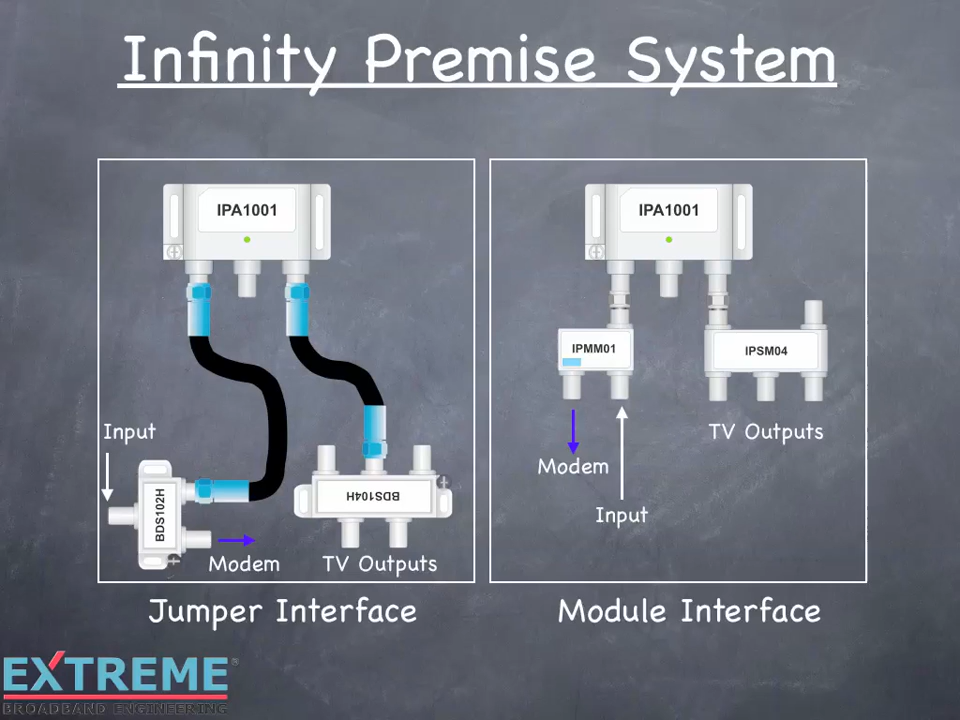 Infinity Premise System
IPA1001
Input
BDS102H
Modem
BDS104H
TV Outputs
Jumper Interface
IPA1001
IPMM01
IPSM04
TV Outputs
Modem
Input
Module Interface
EXTREME®
BROADBAND ENGINEERING